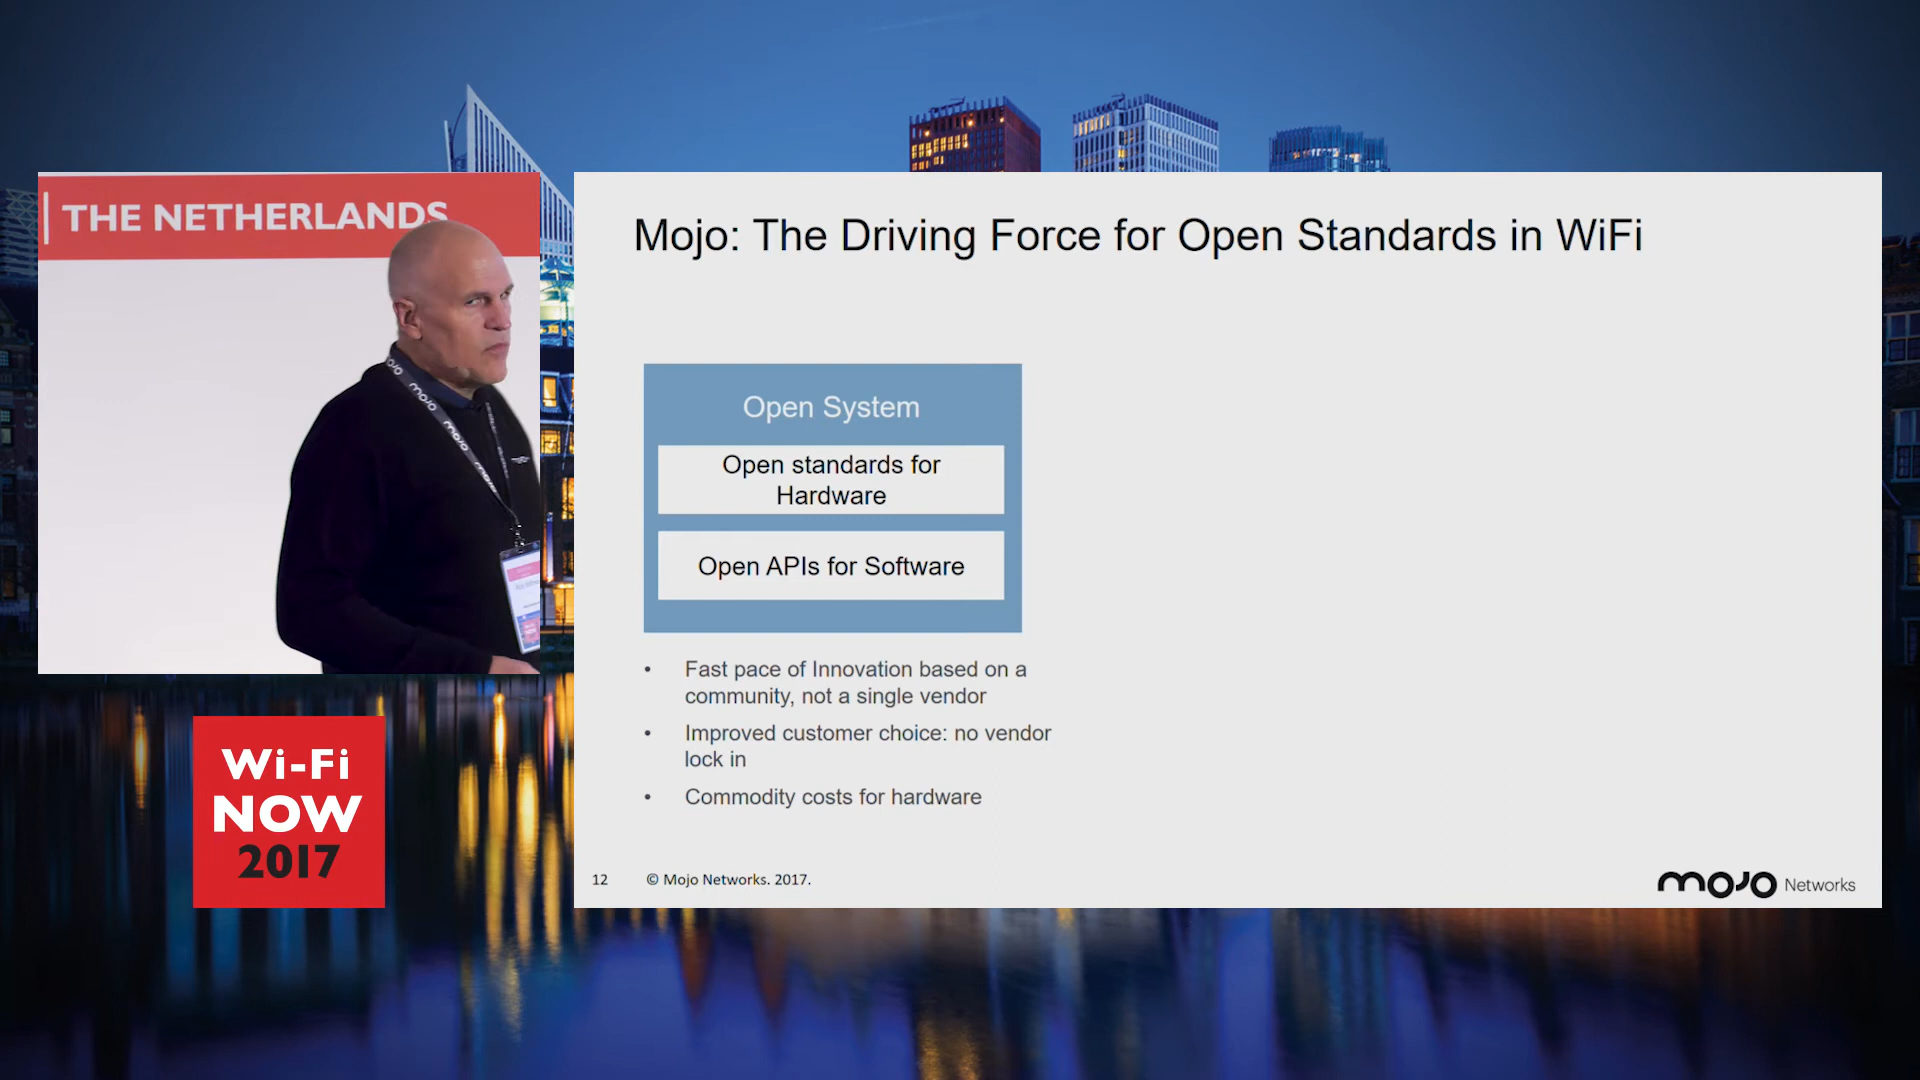 THE NETHERLANDS
mojo
mojo
Wi-Fi
NOW
2017
Mojo: The Driving Force for Open Standards in WiFi
Open System
Open standards for
Hardware
Open APIs for Software
• Fast pace of Innovation based on a
community, not a single vendor
• Improved customer choice: no vendor
lock in
• Commodity costs for hardware
12 © Mojo Networks. 2017.
mojo Networks